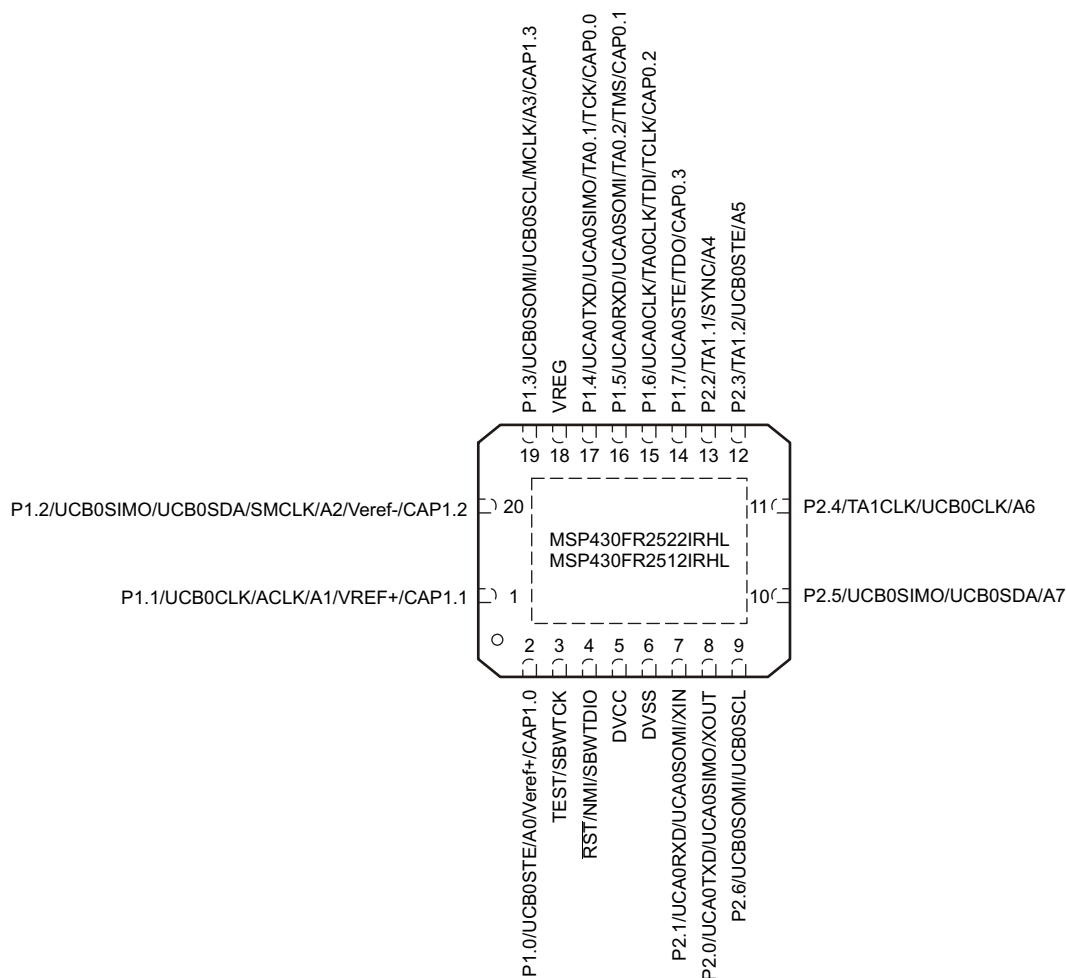 P1.3/UCB0SOMI/UCB0SCL/MCLK/A3/CAP1.3
VREG
P1.4/UCA0TXD/UCA0SIMO/TA0.1/TCK/CAP0.0
P1.5/UCA0RXD/UCA0SOMI/TA0.2/TMS/CAP0.1
P1.6/UCA0CLK/TA0CLK/TDI/TCLK/CAP0.2
P1.7/UCA0STE/TDO/CAP0.3
P2.2/TA1.1/SYNC/A4
P2.3/TA1.2/UCB0STE/A5
19 18 17 16 15 14 13 12
P1.2/UCB0SIMO/UCB0SDA/SMCLK/A2/Veref-/CAP1.2 20
11 P2.4/TA1CLK/UCB0CLK/A6
MSP430FR2522IRHL
MSP430FR2512IRHL
P1.1/UCB0CLK/ACLK/A1/VREF+/CAP1.1 1
10 P2.5/UCB0SIMO/UCB0SDA/A7
2 3 4 5 6 7 8 9
P1.0/UCB0STE/A0/Veref+/CAP1.0
TEST/SBWTCK
RST/NMI/SBWTDIO
DVCC
DVSS
P2.1/UCA0RXD/UCA0SOMI/XIN
P2.0/UCA0TXD/UCA0SIMO/XOUT
P2.6/UCB0SOMI/UCB0SCL